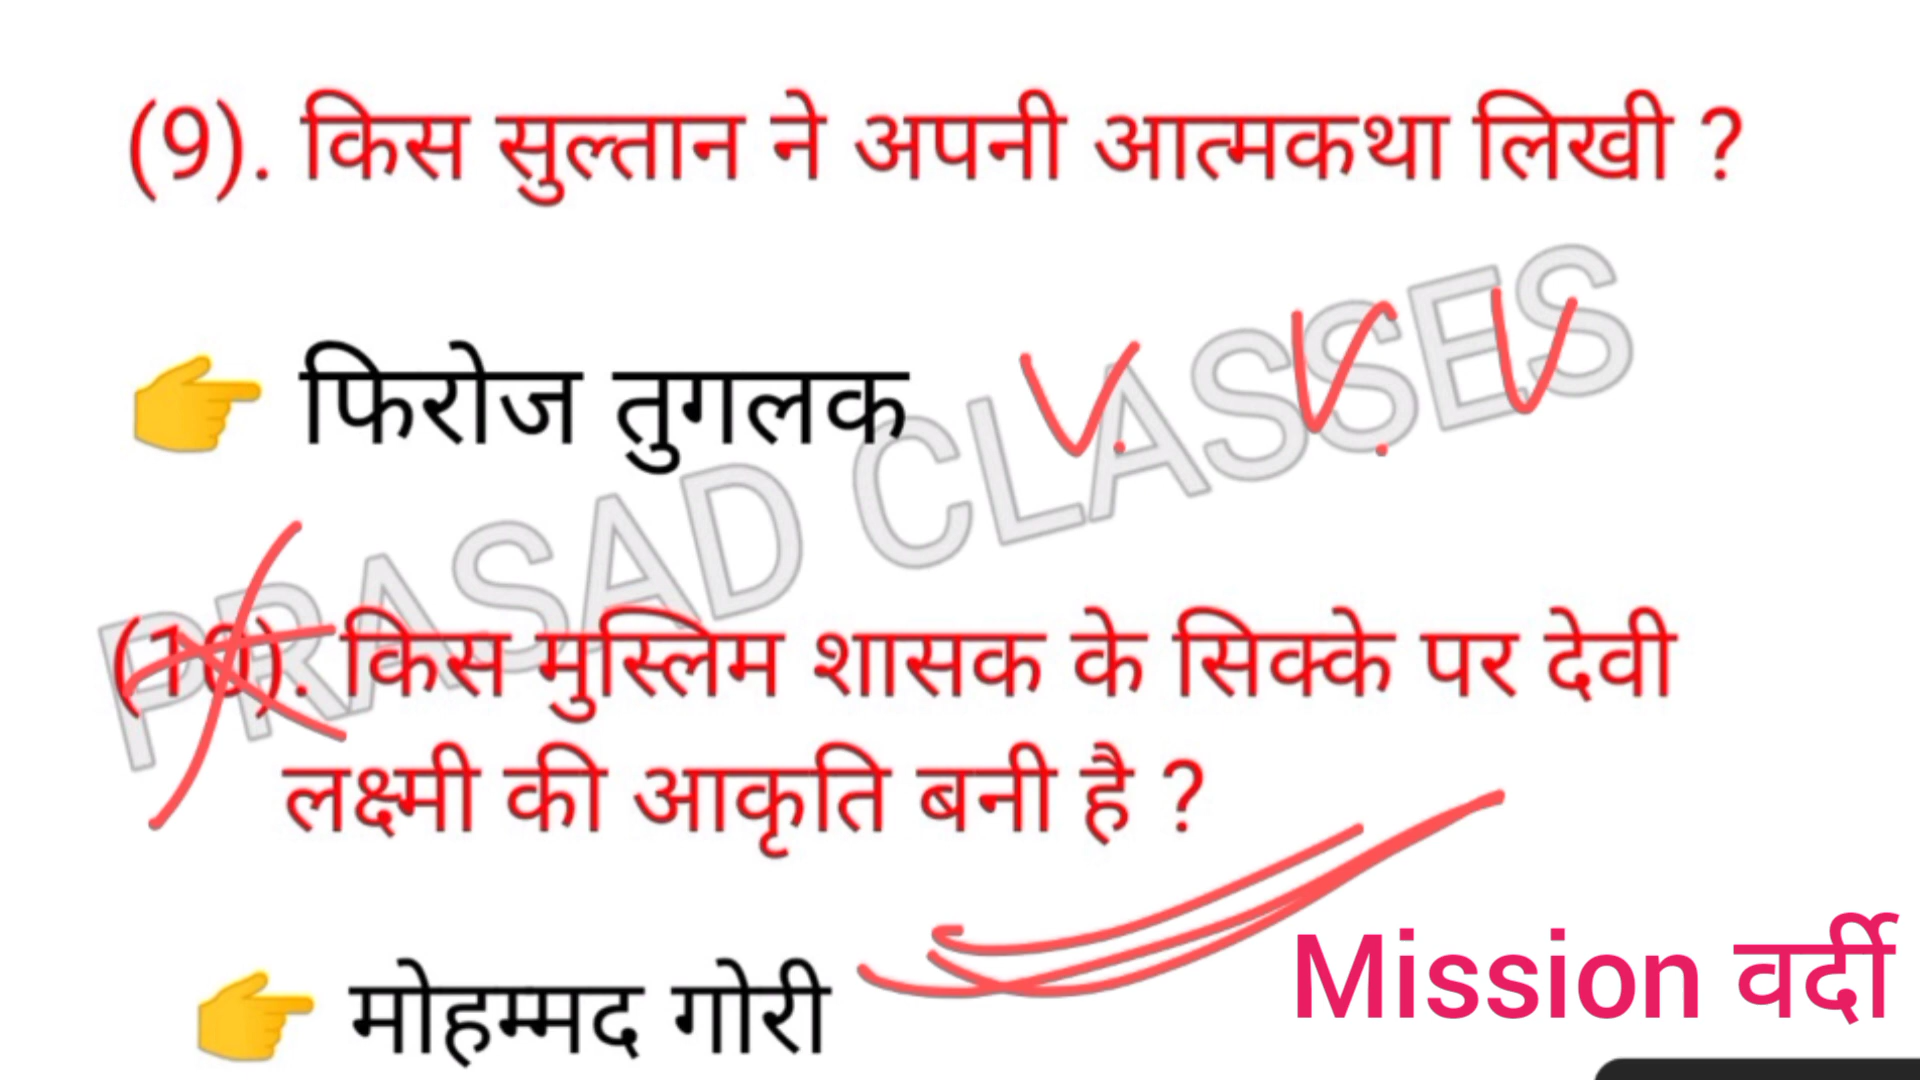 (9). किस सुल्तान ने अपनी आत्मकथा लिखी ?
👉 फिरोज तुगलक V. V. V
PRASAD CLASSES
(10). किस मुस्लिम शासक के सिक्के पर देवी
लक्ष्मी की आकृति बनी है ?
👉 मोहम्मद गोरी
Mission वर्दी